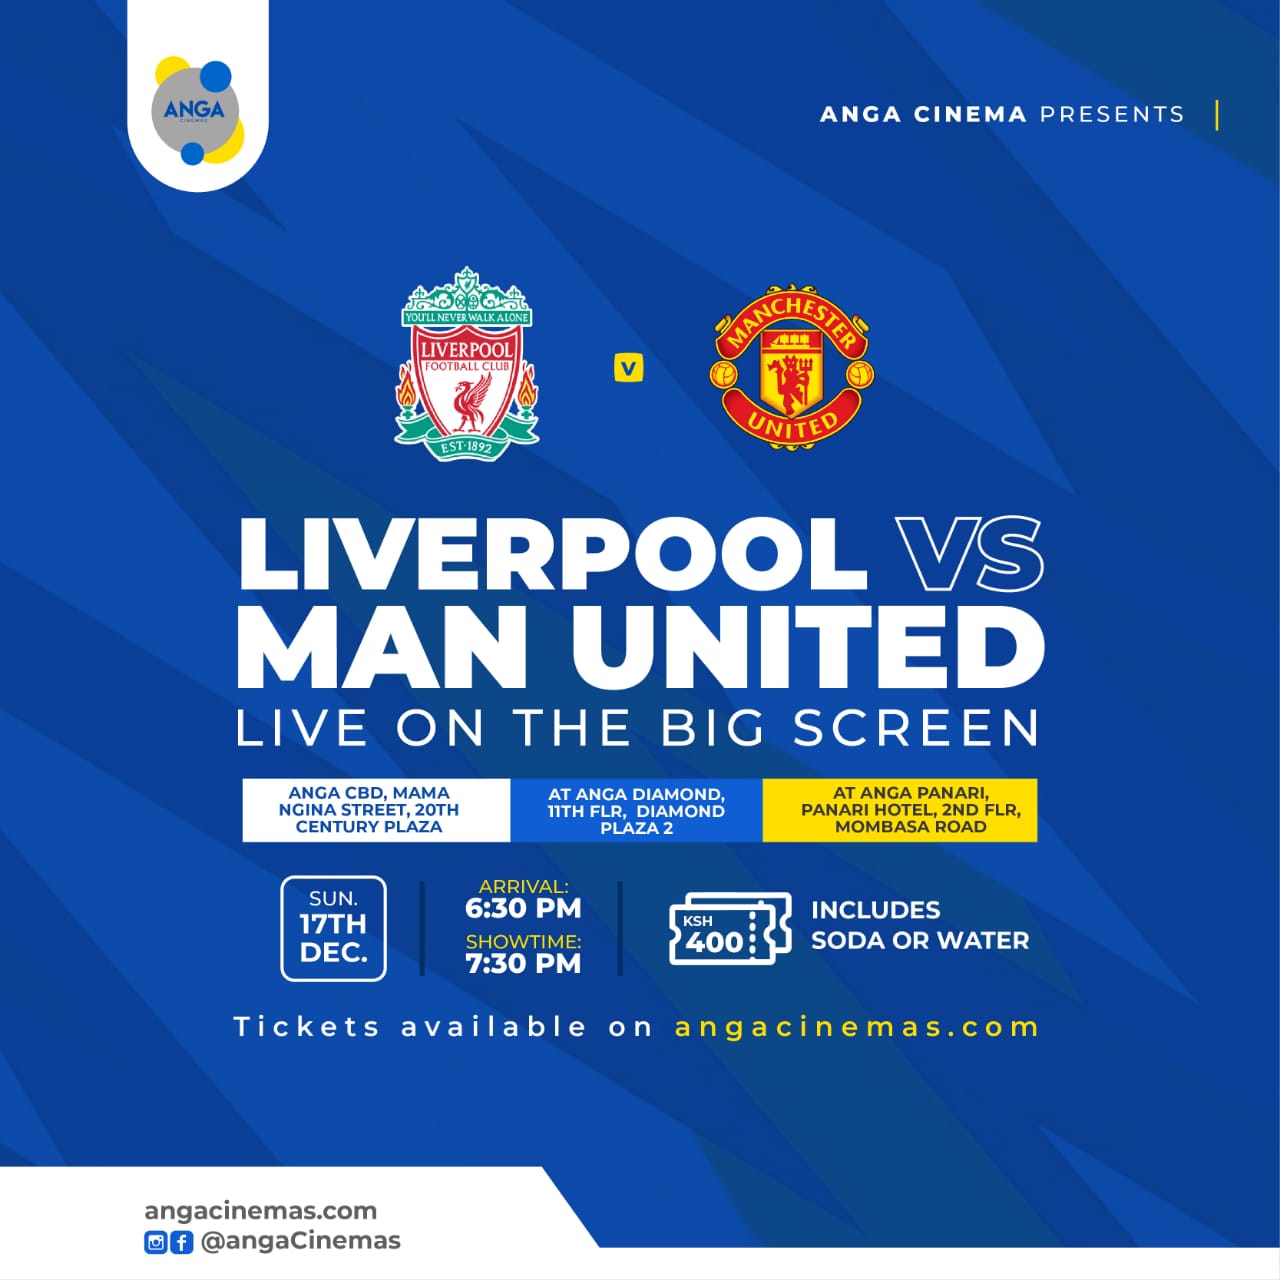 ANGA
CINEMAS
ANGA CINEMA PRESENTS
YOU'LL NEVER WALK ALONE
LIVERPOOL
FOOTBALL CLUB
EST·1892
V
MANCHESTER
UNITED
LIVERPOOL VS
MAN UNITED
LIVE ON THE BIG SCREEN
ANGA CBD, MAMA
NGINA STREET, 20TH
CENTURY PLAZA
AT ANGA DIAMOND,
11TH FLR, DIAMOND
PLAZA 2
AT ANGA PANARI,
PANARI HOTEL, 2ND FLR,
MOMBASA ROAD
SUN.
17TH
DEC.
ARRIVAL:
6:30 PM
SHOWTIME:
7:30 PM
KSH
400
INCLUDES
SODA OR WATER
Tickets available on angacinemas.com
angacinemas.com
@angaCinemas